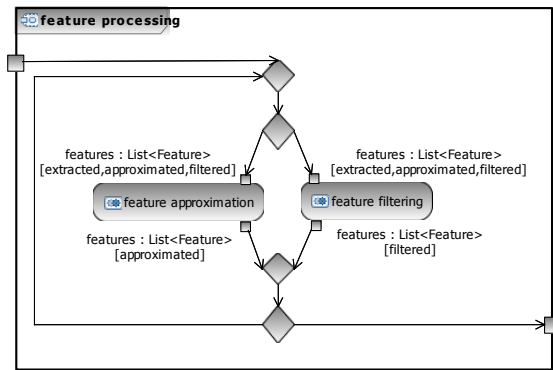 feature processing
features : List<Feature>
[extracted,approximated,filtered]
features : List<Feature>
[extracted,approximated,filtered]
feature approximation
feature filtering
features : List<Feature>
[approximated]
features : List<Feature>
[filtered]